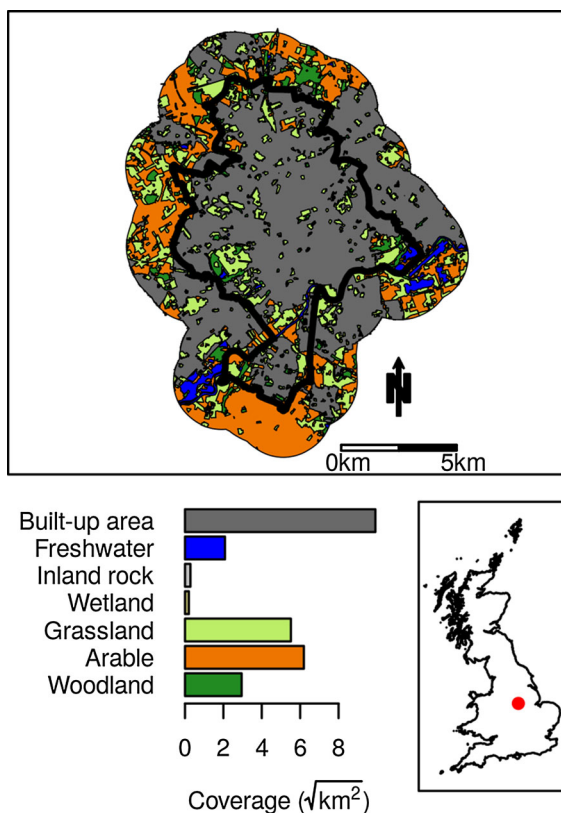 N
0km 5km
Built-up area
Freshwater
Inland rock
Wetland
Grassland
Arable
Woodland
0 2 4 6 8
Coverage (√km²)